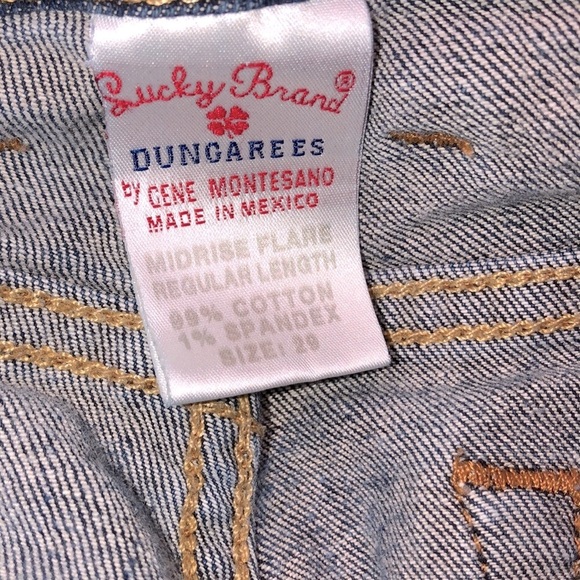 Lucky Brand®
DUNGAREES
by GENE MONTESANO
MADE IN MEXICO
MIDRISE FLARE
REGULAR LENGTH
99% COTTON
1% SPANDEX
SIZE: 29